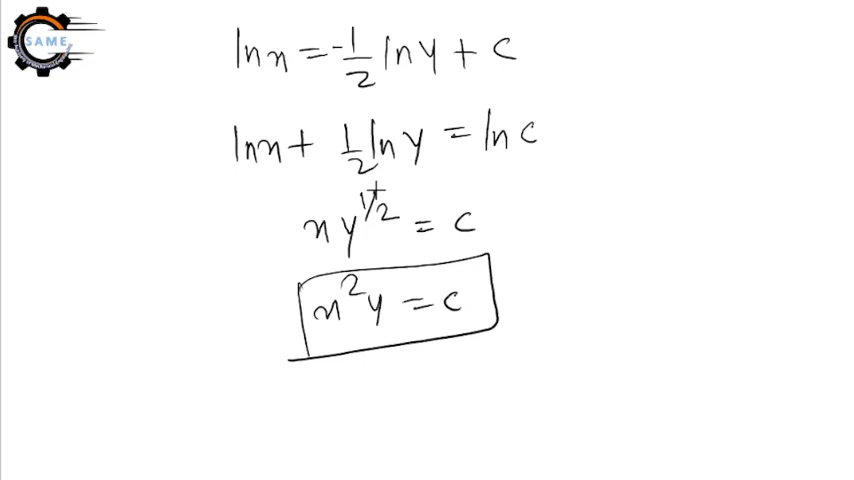 SAME
ln x = -1/2 ln y + c
ln x + 1/2 ln y = ln c
x y^1/2 = c
x^2 y = c